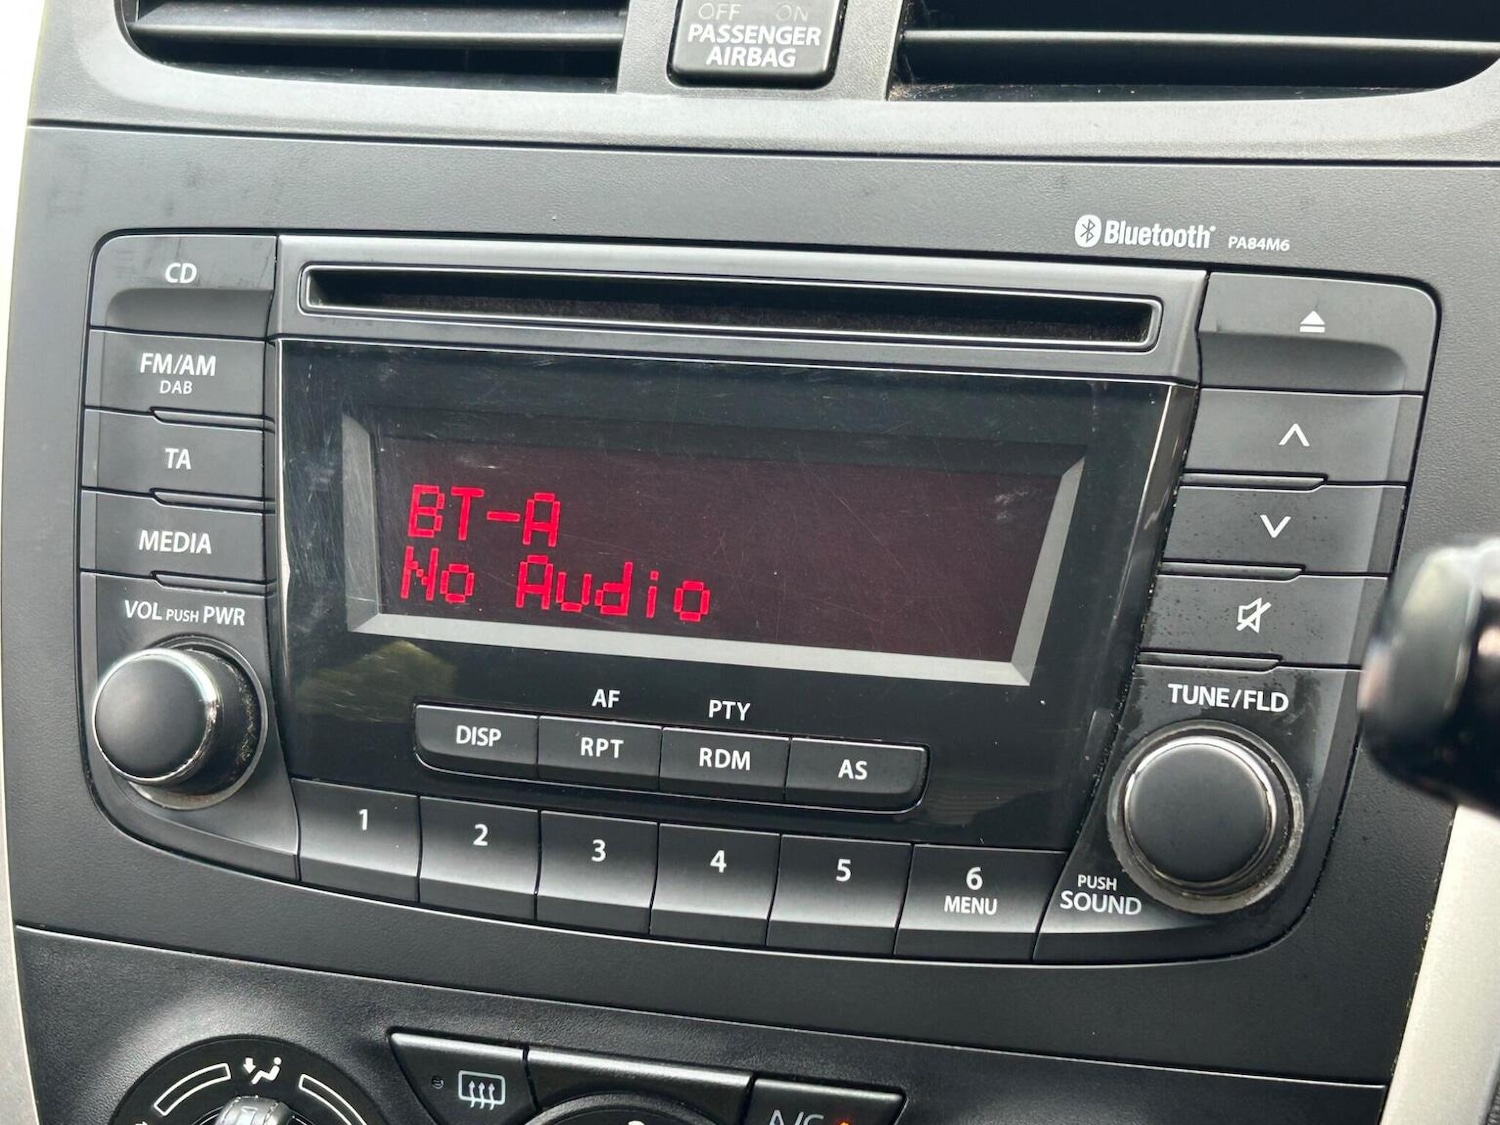 OFF ON
PASSENGER
AIRBAG
Bluetooth PA84M6
CD
FM/AM
DAB
TA
MEDIA
VOL PUSH PWR
BT-A
No Audio
AF PTY
DISP RPT RDM AS
1 2 3 4 5 6
MENU
TUNE/FLD
PUSH
SOUND